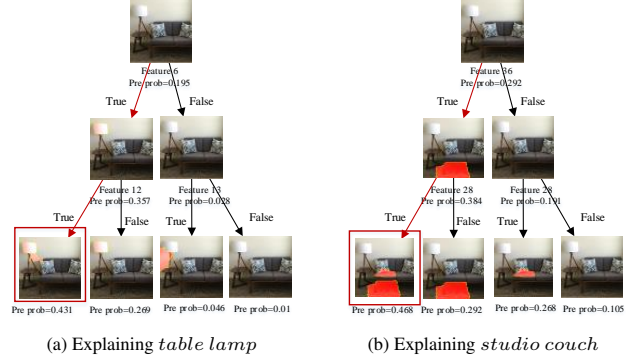 Feature 6
Pre prob=0.195
True
False
Feature 12
Pre prob=0.357
Feature 13
Pre prob=0.028
True
False
True
False
Pre prob=0.431
Pre prob=0.269
Pre prob=0.046
Pre prob=0.01
(a) Explaining table lamp
Feature 36
Pre prob=0.292
True
False
Feature 28
Pre prob=0.384
Feature 28
Pre prob=0.191
True
False
True
False
Pre prob=0.468
Pre prob=0.292
Pre prob=0.268
Pre prob=0.105
(b) Explaining studio couch